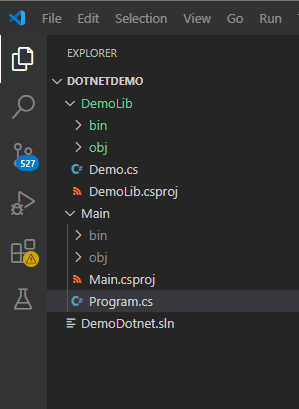 File Edit Selection View Go Run
EXPLORER
DOTNETDEMO
DemoLib
bin
obj
C# Demo.cs
DemoLib.csproj
Main
bin
obj
Main.csproj
C# Program.cs
DemoDotnet.sln
527